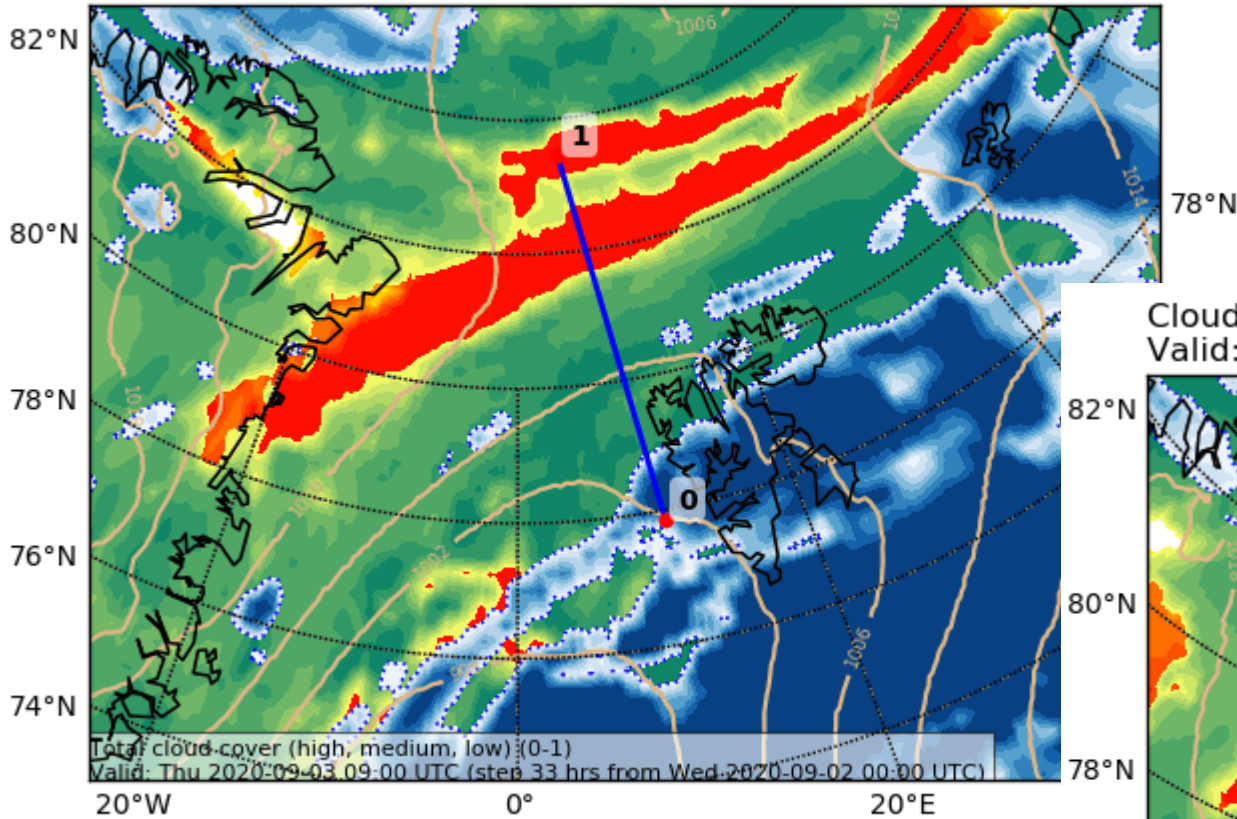 82°N
80°N
78°N
76°N
74°N
1006
1014
78°N
1
0
1002
1006
Total cloud cover (high, medium, low) (0-1)
Valid: Thu 2020-09-03 09:00 UTC (step 33 hrs from Wed 2020-09-02 00:00 UTC)
20°W
0°
20°E
Cloud
Valid:
82°N
80°N
78°N